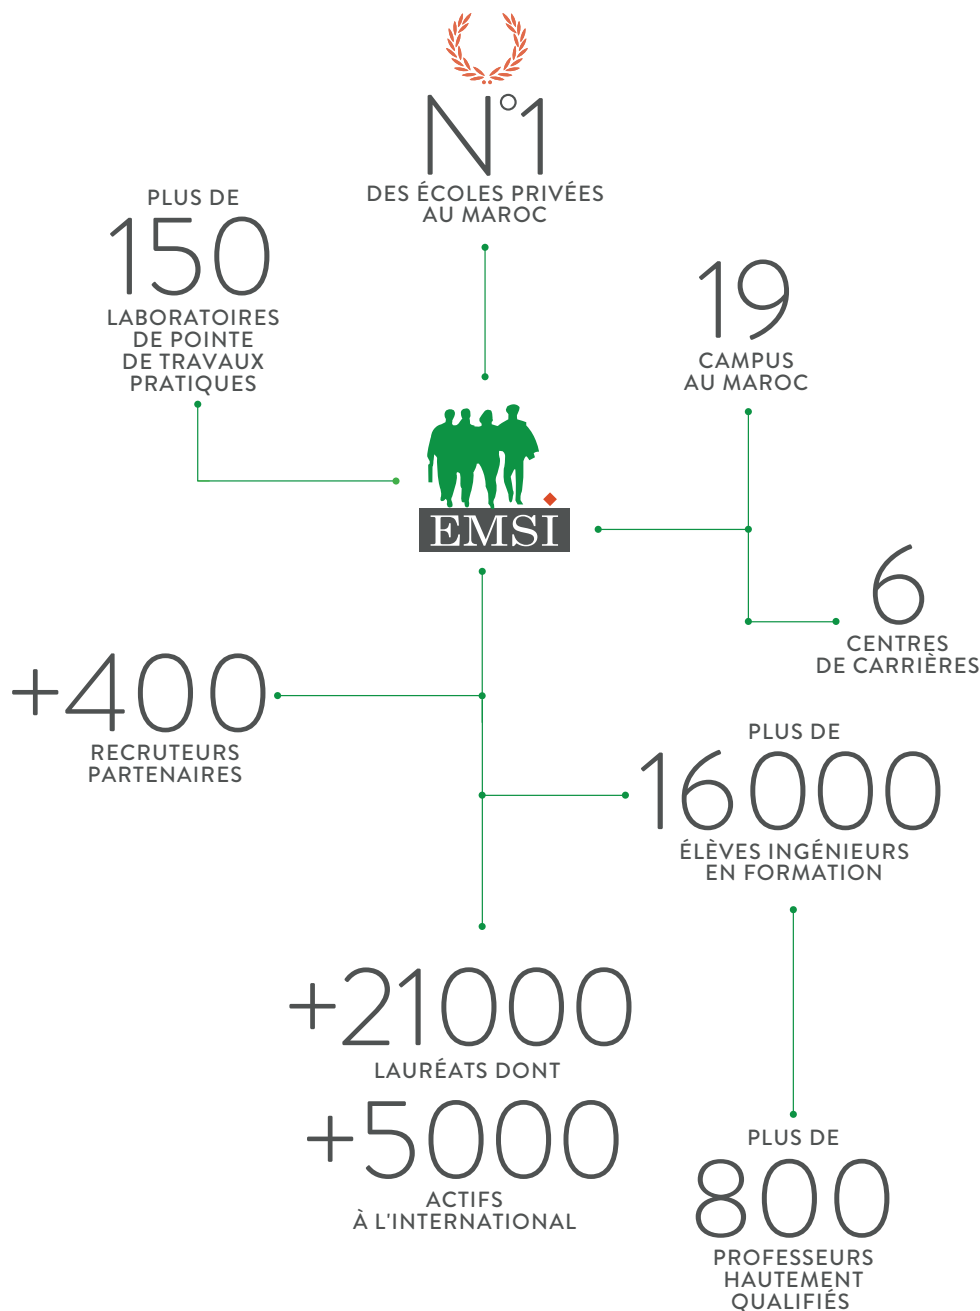 N°1
DES ÉCOLES PRIVÉES
AU MAROC
PLUS DE
150
LABORATOIRES
DE POINTE
DE TRAVAUX
PRATIQUES
19
CAMPUS
AU MAROC
EMSI
6
CENTRES
DE CARRIÈRES
+400
RECRUTEURS
PARTENAIRES
PLUS DE
16000
ÉLÈVES INGÉNIEURS
EN FORMATION
+21000
LAURÉATS DONT
+5000
ACTIFS
À L'INTERNATIONAL
PLUS DE
800
PROFESSEURS
HAUTEMENT
QUALIFIÉS